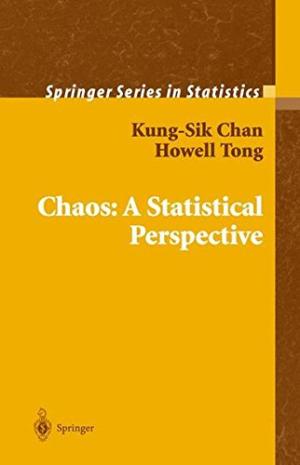 Springer Series in Statistics
Kung-Sik Chan
Howell Tong
Chaos: A Statistical
Perspective
Springer